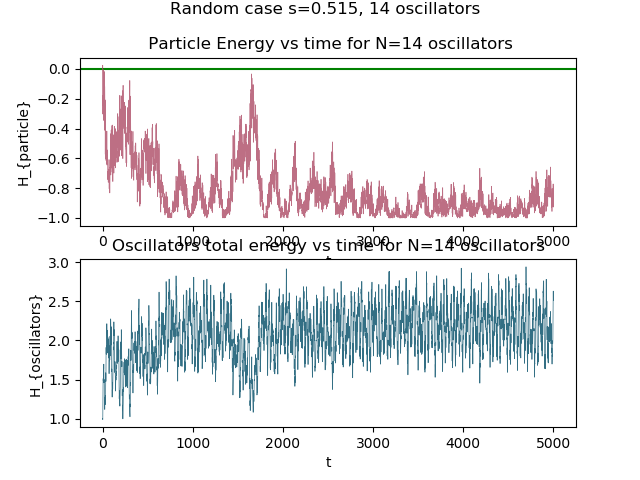 Random case s=0.515, 14 oscillators
Particle Energy vs time for N=14 oscillators
H_{particle}
0.0
−0.2
−0.4
−0.6
−0.8
−1.0
0 1000 2000 3000 4000 5000
t
Oscillators total energy vs time for N=14 oscillators
H_{oscillators}
3.0
2.5
2.0
1.5
1.0
0 1000 2000 3000 4000 5000
t